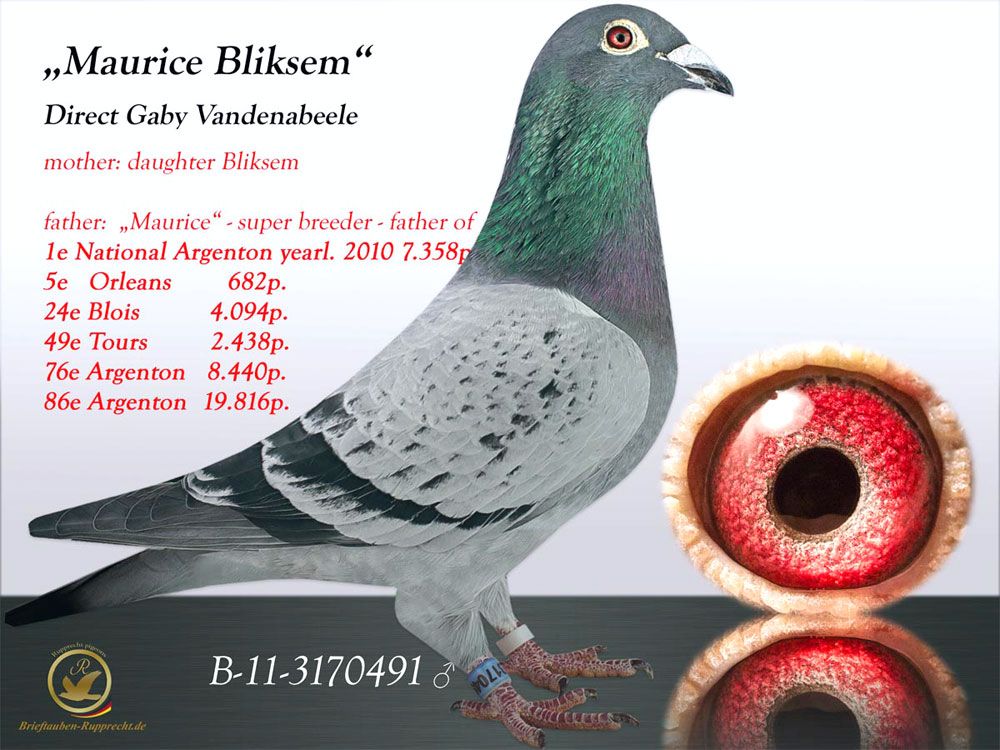 „Maurice Bliksem“
Direct Gaby Vandenabeele
mother: daughter Bliksem
father: „Maurice“ - super breeder - father of
1e National Argenton yearl. 2010 7.358p
5e Orleans 682p.
24e Blois 4.094p.
49e Tours 2.438p.
76e Argenton 8.440p.
86e Argenton 19.816p.
B-11-3170491 ♂
Rupprecht pigeons
R
Brieftauben-Rupprecht.de